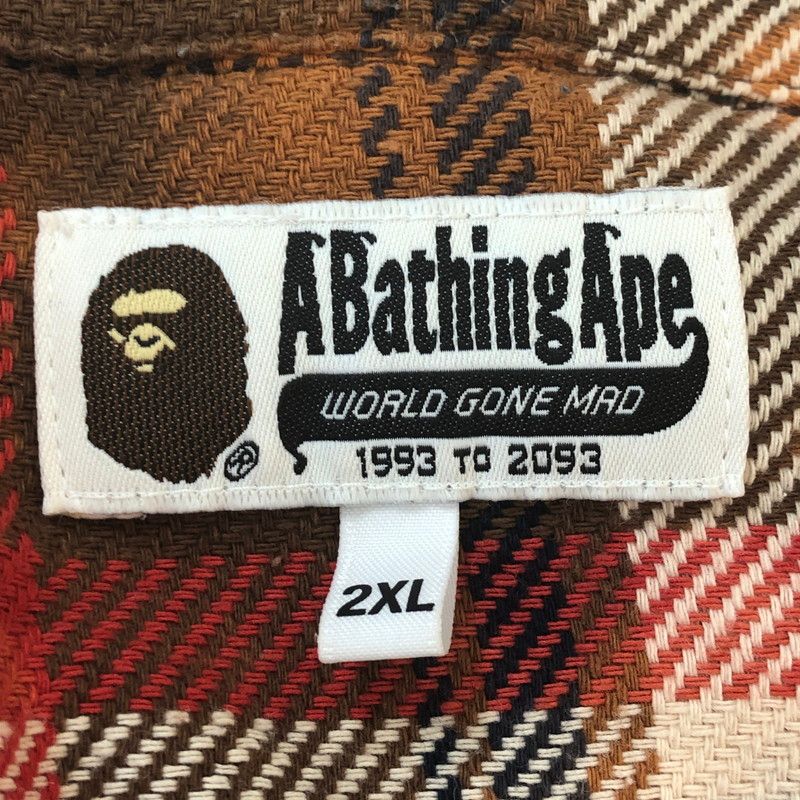 A Bathing Ape
WORLD GONE MAD
1993 TO 2093
2XL